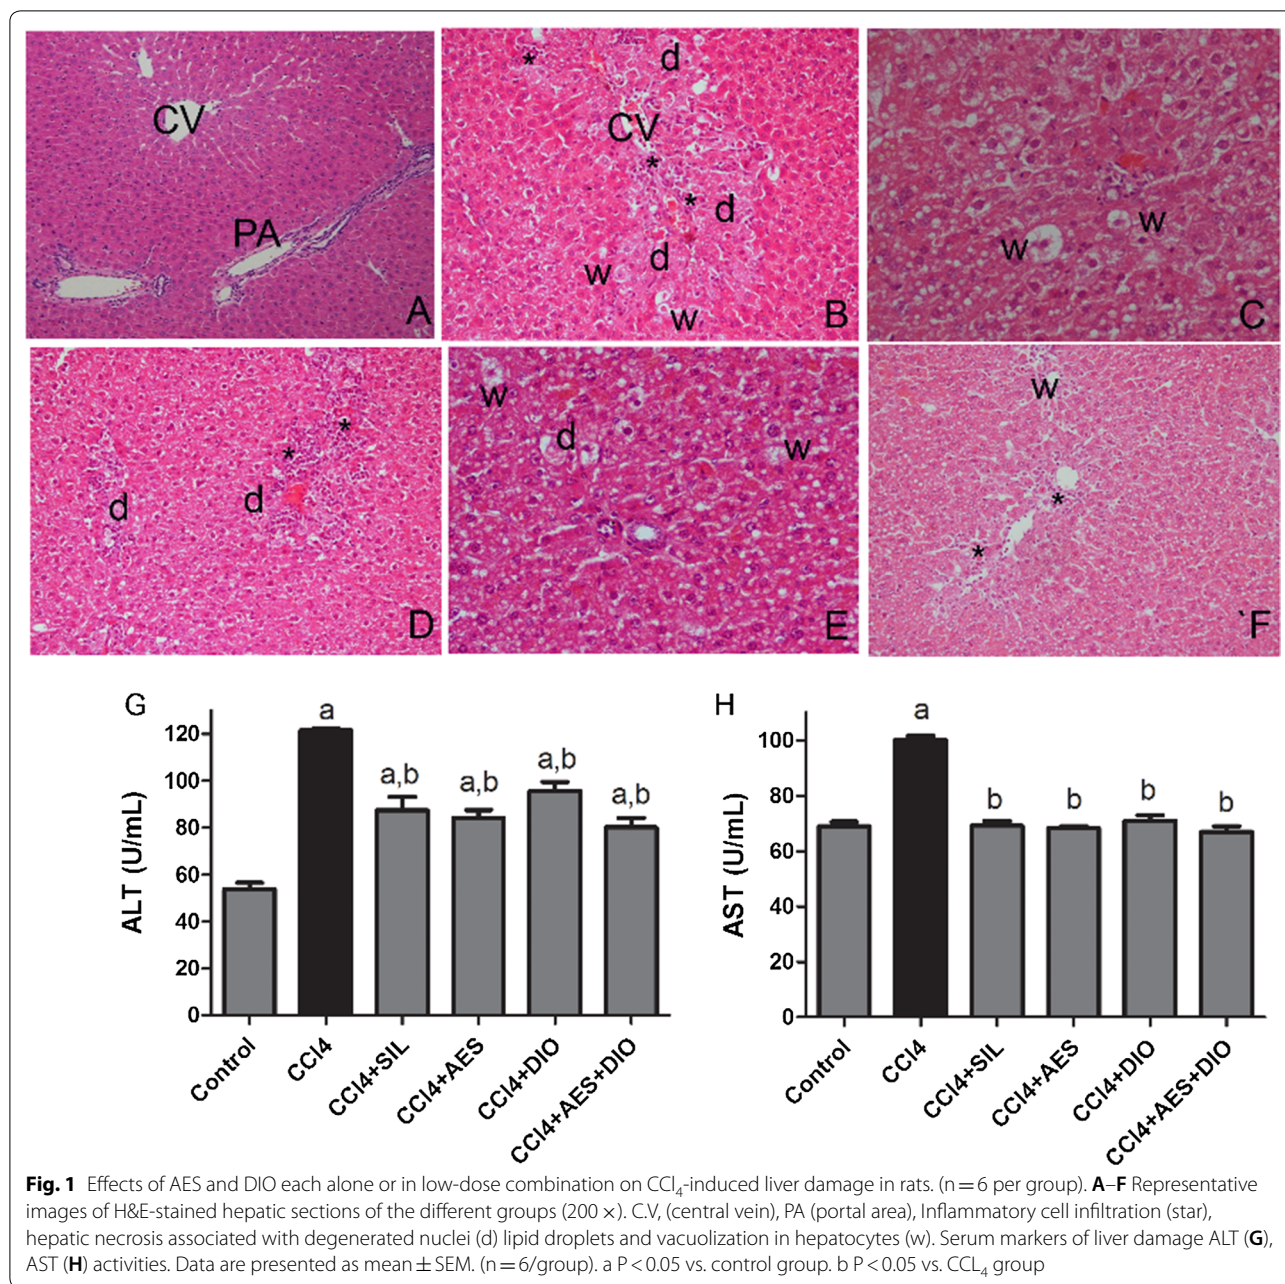 CV
PA
A
*
d
CV
*
*
d
d
w
w
B
w
w
C
*
*
d
d
D
w
d
w
E
w
*
*
`F
G
ALT (U/mL)
120
100
80
60
40
20
0
a
a,b
a,b
a,b
a,b
Control
CCl4
CCl4+SIL
CCl4+AES
CCl4+DIO
CCl4+AES+DIO
H
AST (U/mL)
100
80
60
40
20
0
a
b
b
b
b
Control
CCl4
CCl4+SIL
CCl4+AES
CCl4+DIO
CCl4+AES+DIO
Fig. 1 Effects of AES and DIO each alone or in low-dose combination on CCl₄-induced liver damage in rats. (n = 6 per group). A–F Representative
images of H&E-stained hepatic sections of the different groups (200 ×). C.V, (central vein), PA (portal area), Inflammatory cell infiltration (star),
hepatic necrosis associated with degenerated nuclei (d) lipid droplets and vacuolization in hepatocytes (w). Serum markers of liver damage ALT (G),
AST (H) activities. Data are presented as mean ± SEM. (n = 6/group). a P < 0.05 vs. control group. b P < 0.05 vs. CCL₄ group